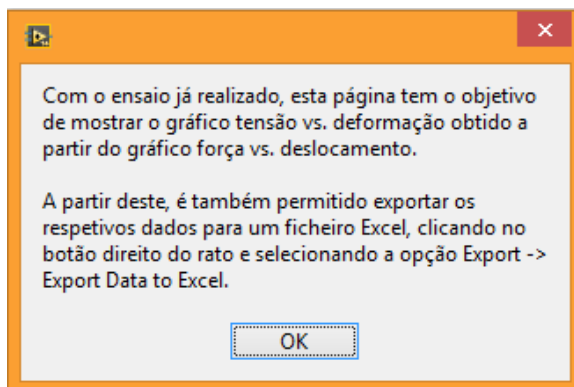 Com o ensaio já realizado, esta página tem o objetivo
de mostrar o gráfico tensão vs. deformação obtido a
partir do gráfico força vs. deslocamento.
A partir deste, é também permitido exportar os
respetivos dados para um ficheiro Excel, clicando no
botão direito do rato e selecionando a opção Export ->
Export Data to Excel.
OK